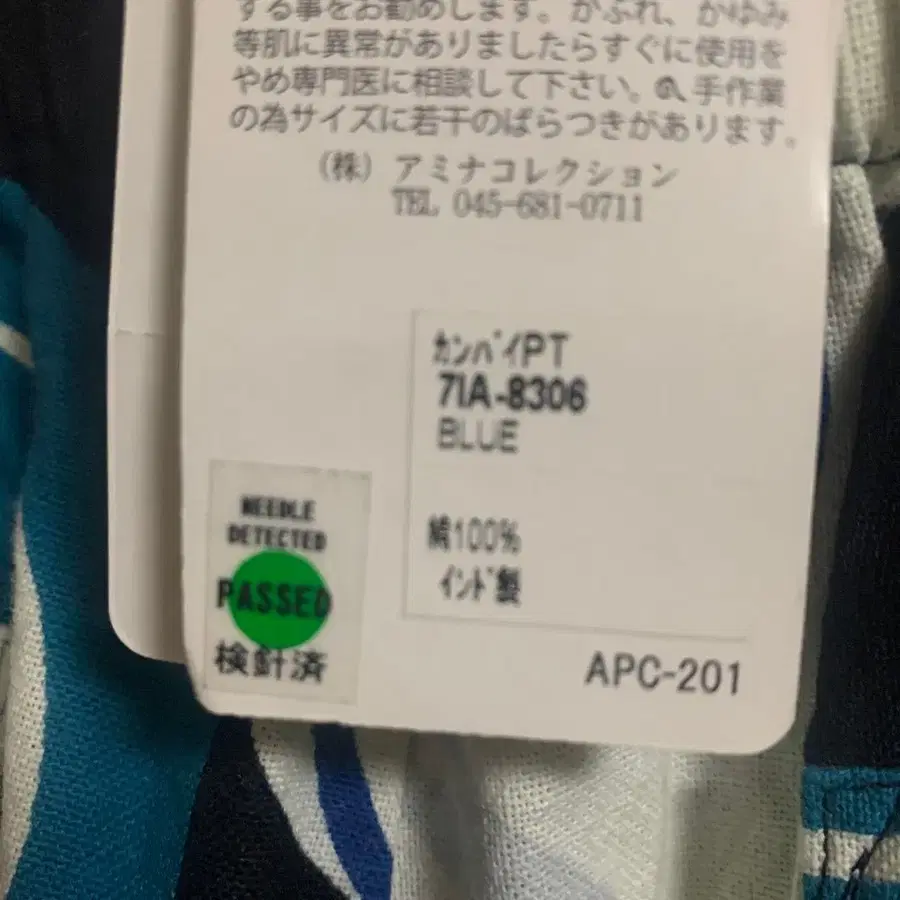 する事をお勧めします。かぶれ、かゆみ
等肌に異常がありましたらすぐに使用を
やめ専門医に相談して下さい。⑩、手作業
の為サイズに若干のばらつきがあります。
(株) アミナコレクション
TEL 045-681-0711
カンパイPT
7IA-8306
BLUE
綿100%
インド製
NEEDLE
DETECTED
PASSED
検針済
APC-201